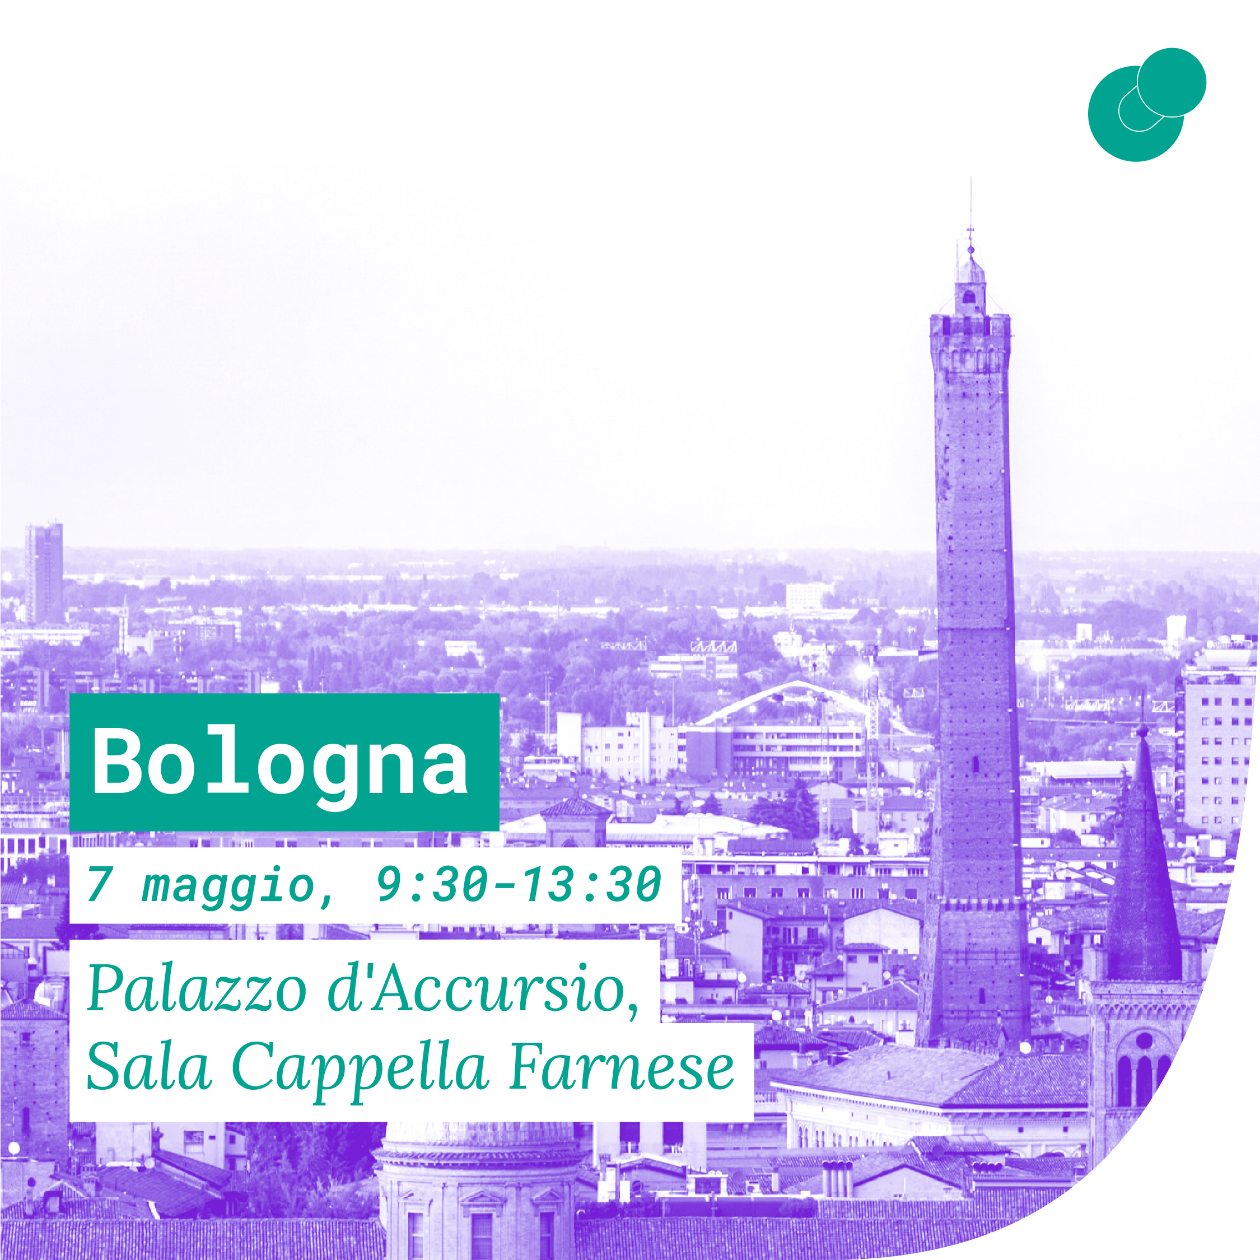 Bologna
7 maggio, 9:30-13:30
Palazzo d'Accursio,
Sala Cappella Farnese